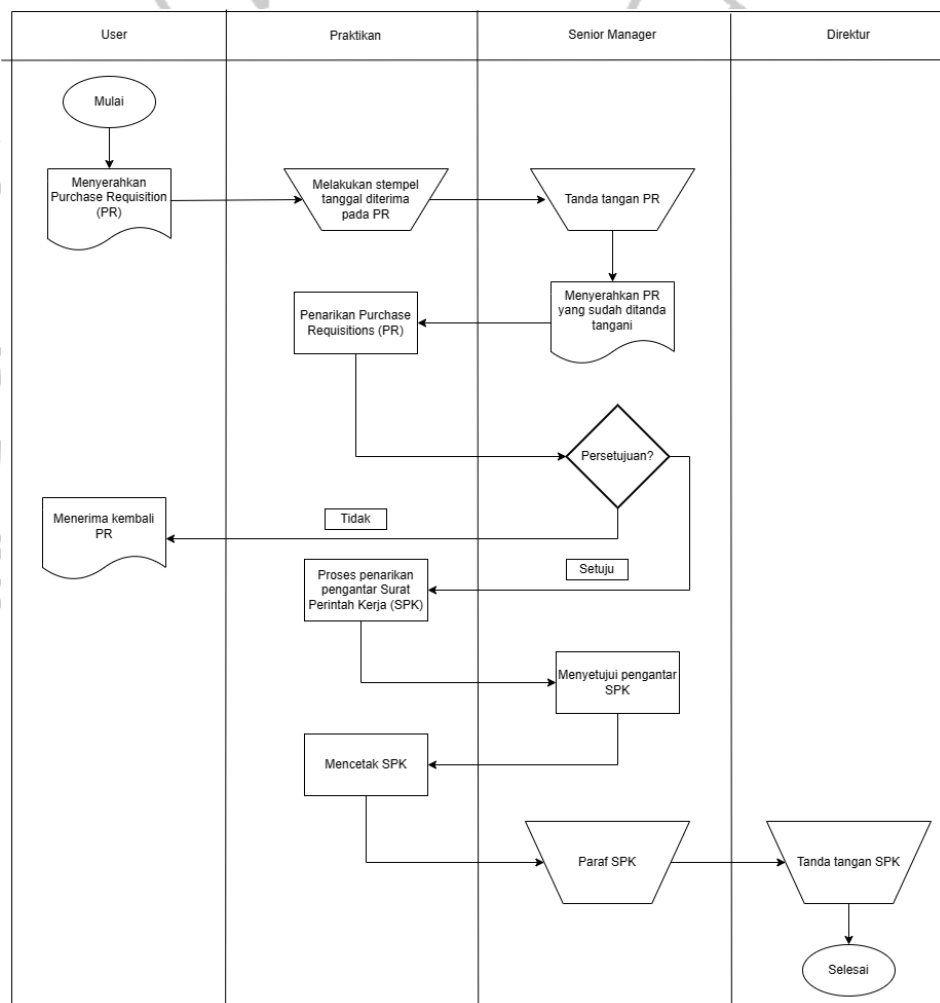 User
Praktikan
Senior Manager
Direktur
Mulai
Menyerahkan
Purchase Requisition
(PR)
Melakukan stempel
tanggal diterima
pada PR
Tanda tangan PR
Menyerahkan PR
yang sudah ditanda
tangani
Penarikan Purchase
Requisitions (PR)
Persetujuan?
Tidak
Menerima kembali
PR
Setuju
Proses penarikan
pengantar Surat
Perintah Kerja (SPK)
Menyetujui pengantar
SPK
Mencetak SPK
Paraf SPK
Tanda tangan SPK
Selesai